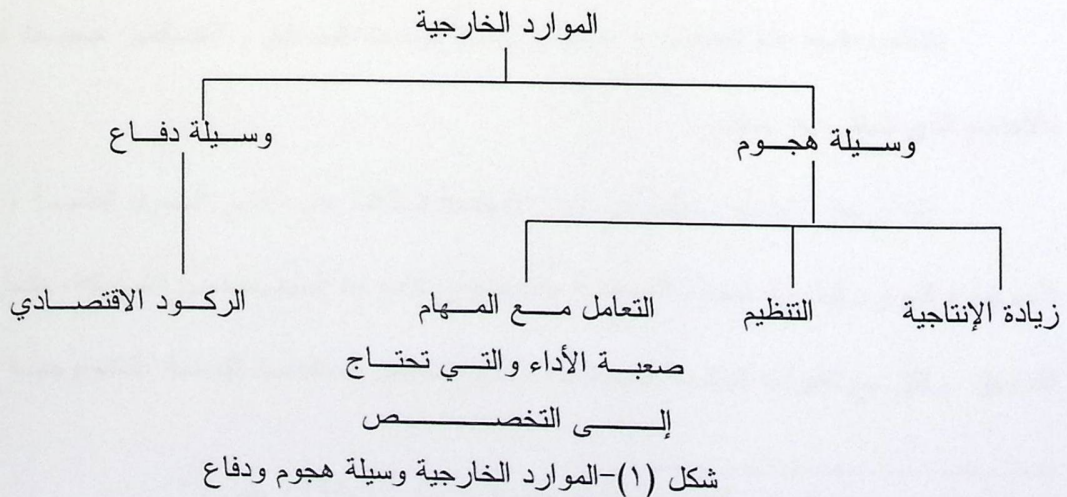 الموارد الخارجية
وسيلة هجوم وسيلة دفاع
زيادة الإنتاجية التنظيم التعامل مع المهام الركود الاقتصادي
صعبة الأداء والتي تحتاج
إلى التخصص
شكل (١)-الموارد الخارجية وسيلة هجوم ودفاع